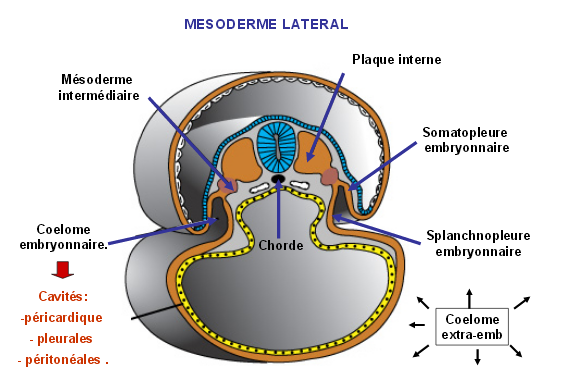 MESODERME LATERAL
Plaque interne
Mésoderme
intermédiaire
Somatopleure
embryonnaire
Coelome
embryonnaire.
Chorde
Splanchnopleure
embryonnaire
Cavités:
-péricardique
- pleurales
- péritonéales .
Coelome
extra-emb